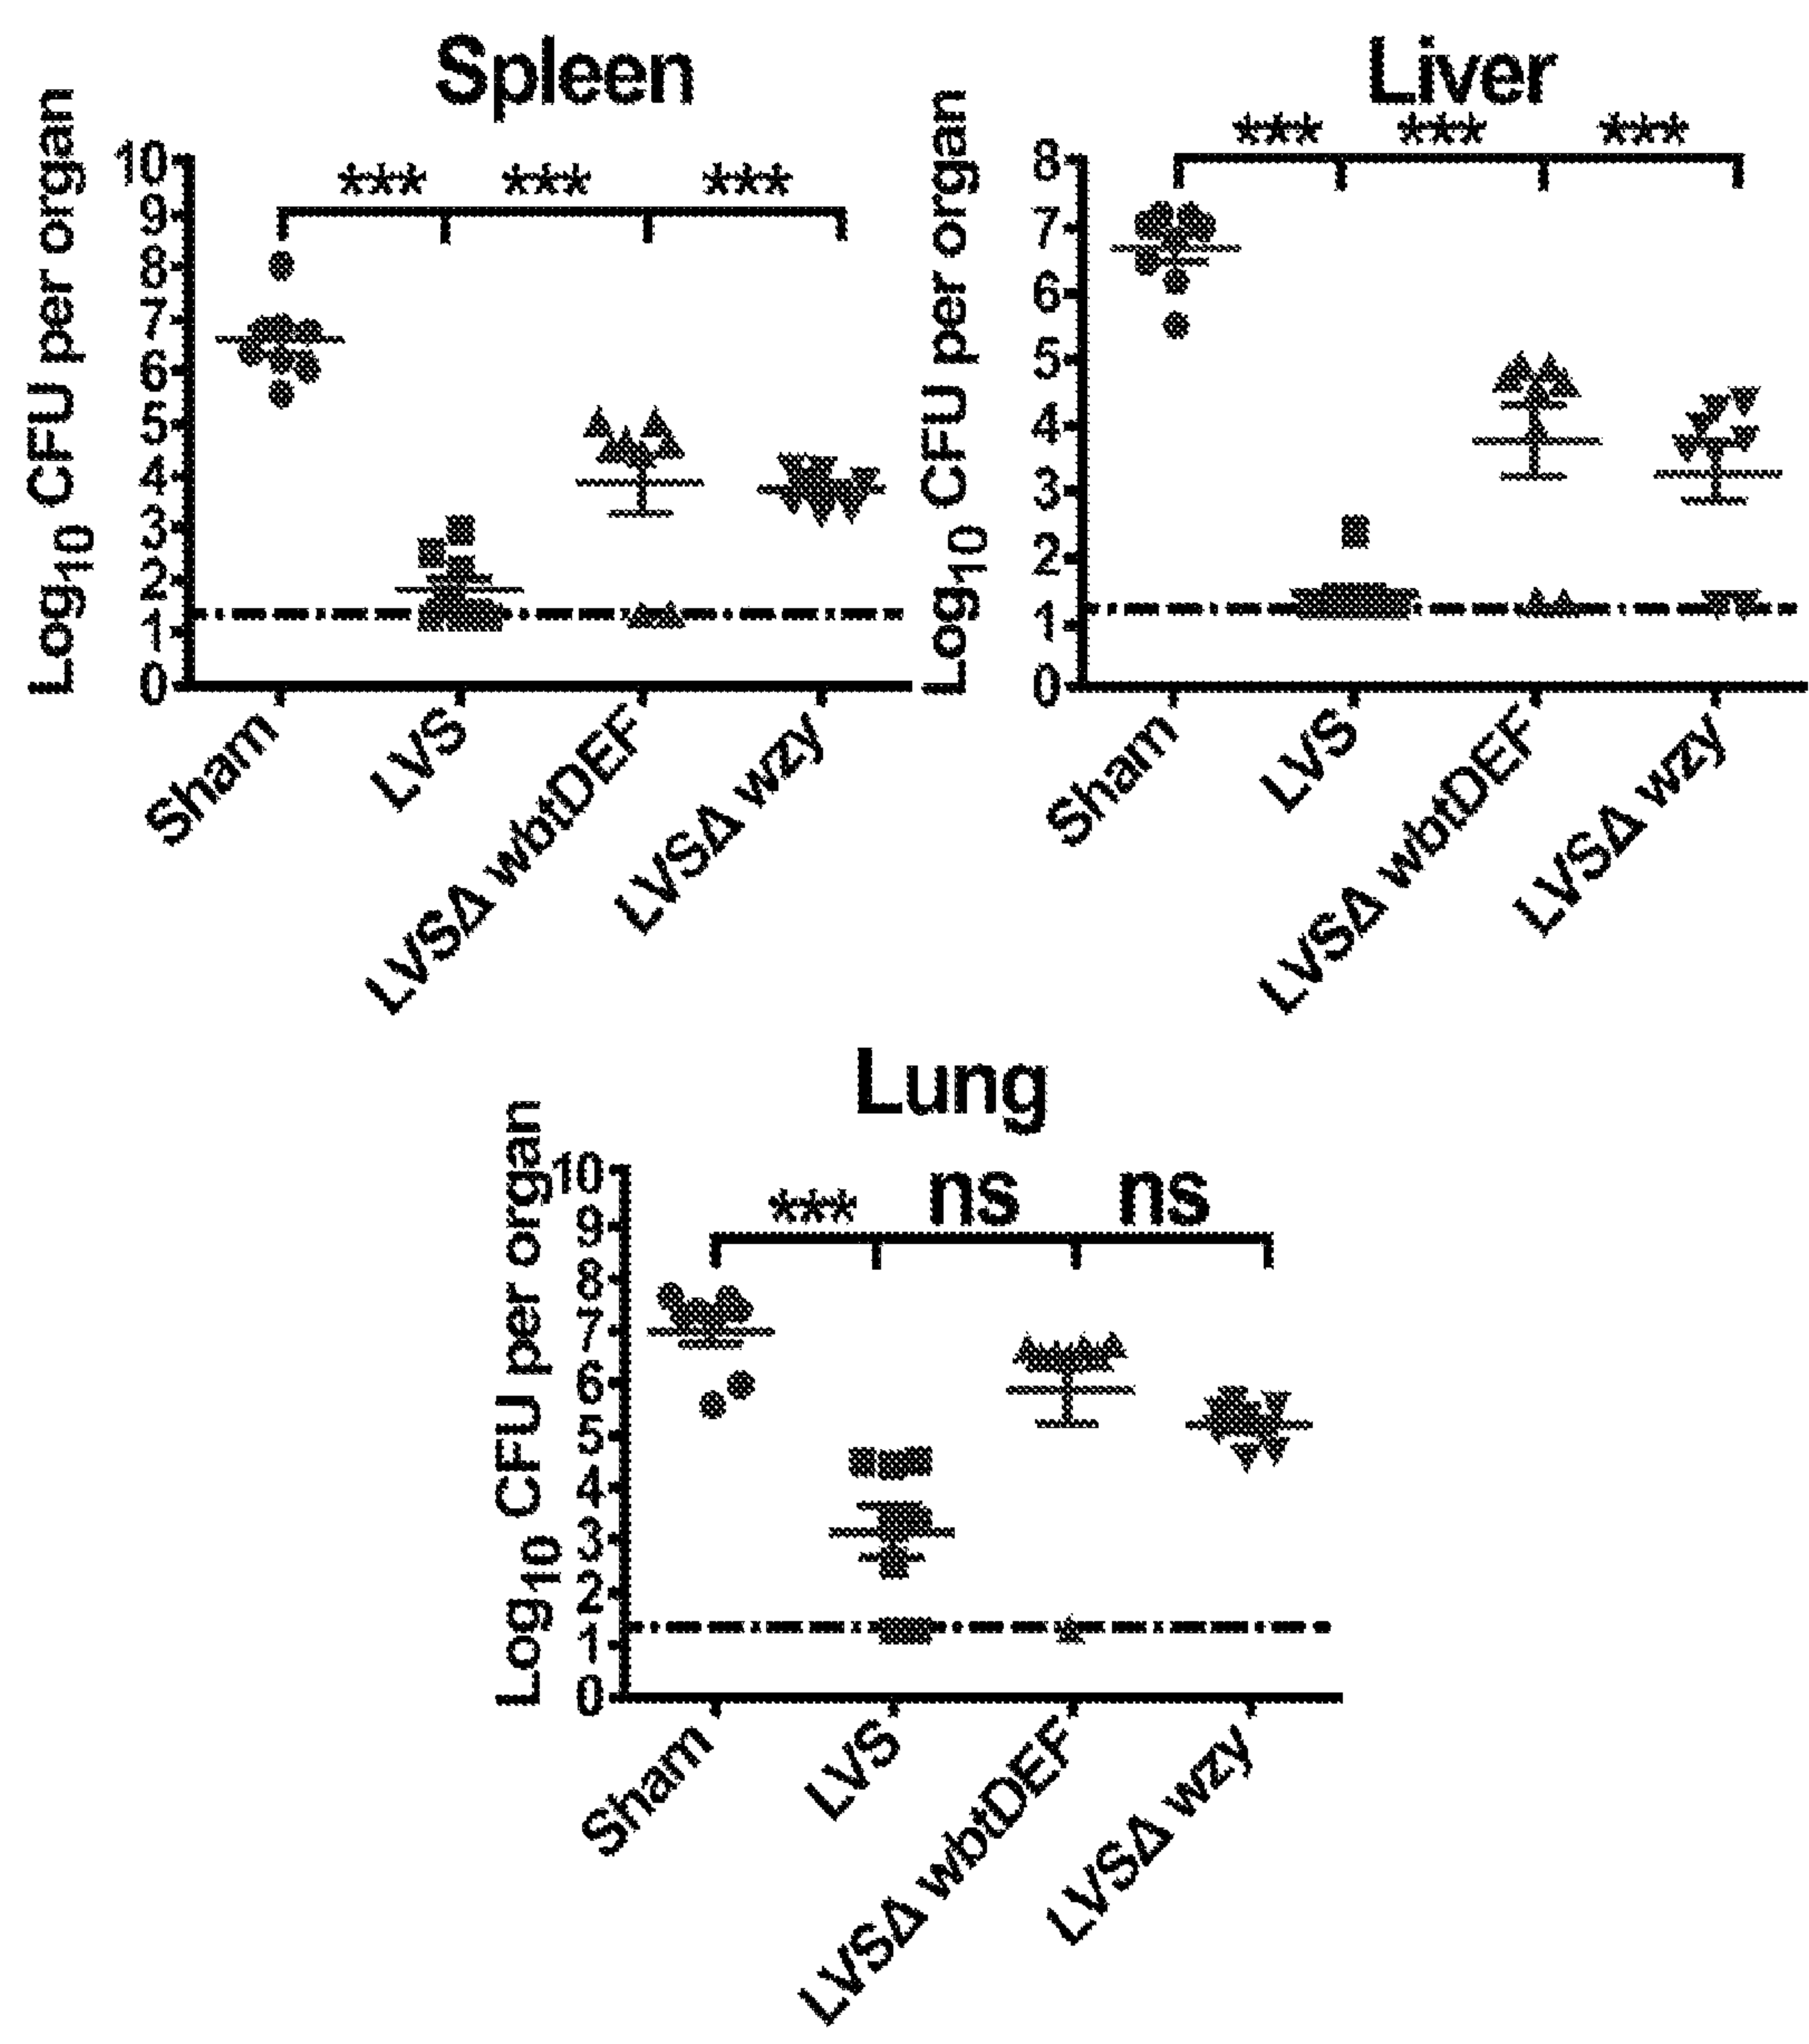 Spleen
*** *** ***
Log10 CFU per organ
10
9
8
7
6
5
4
3
2
1
0
Sham
LVS
LVSΔ wbtDEF
LVSΔ wzy
Liver
*** *** ***
Log10 CFU per organ
8
7
6
5
4
3
2
1
0
Sham
LVS
LVSΔ wbtDEF
LVSΔ wzy
Lung
*** ns ns
Log10 CFU per organ
10
9
8
7
6
5
4
3
2
1
0
Sham
LVS
LVSΔ wbtDEF
LVSΔ wzy